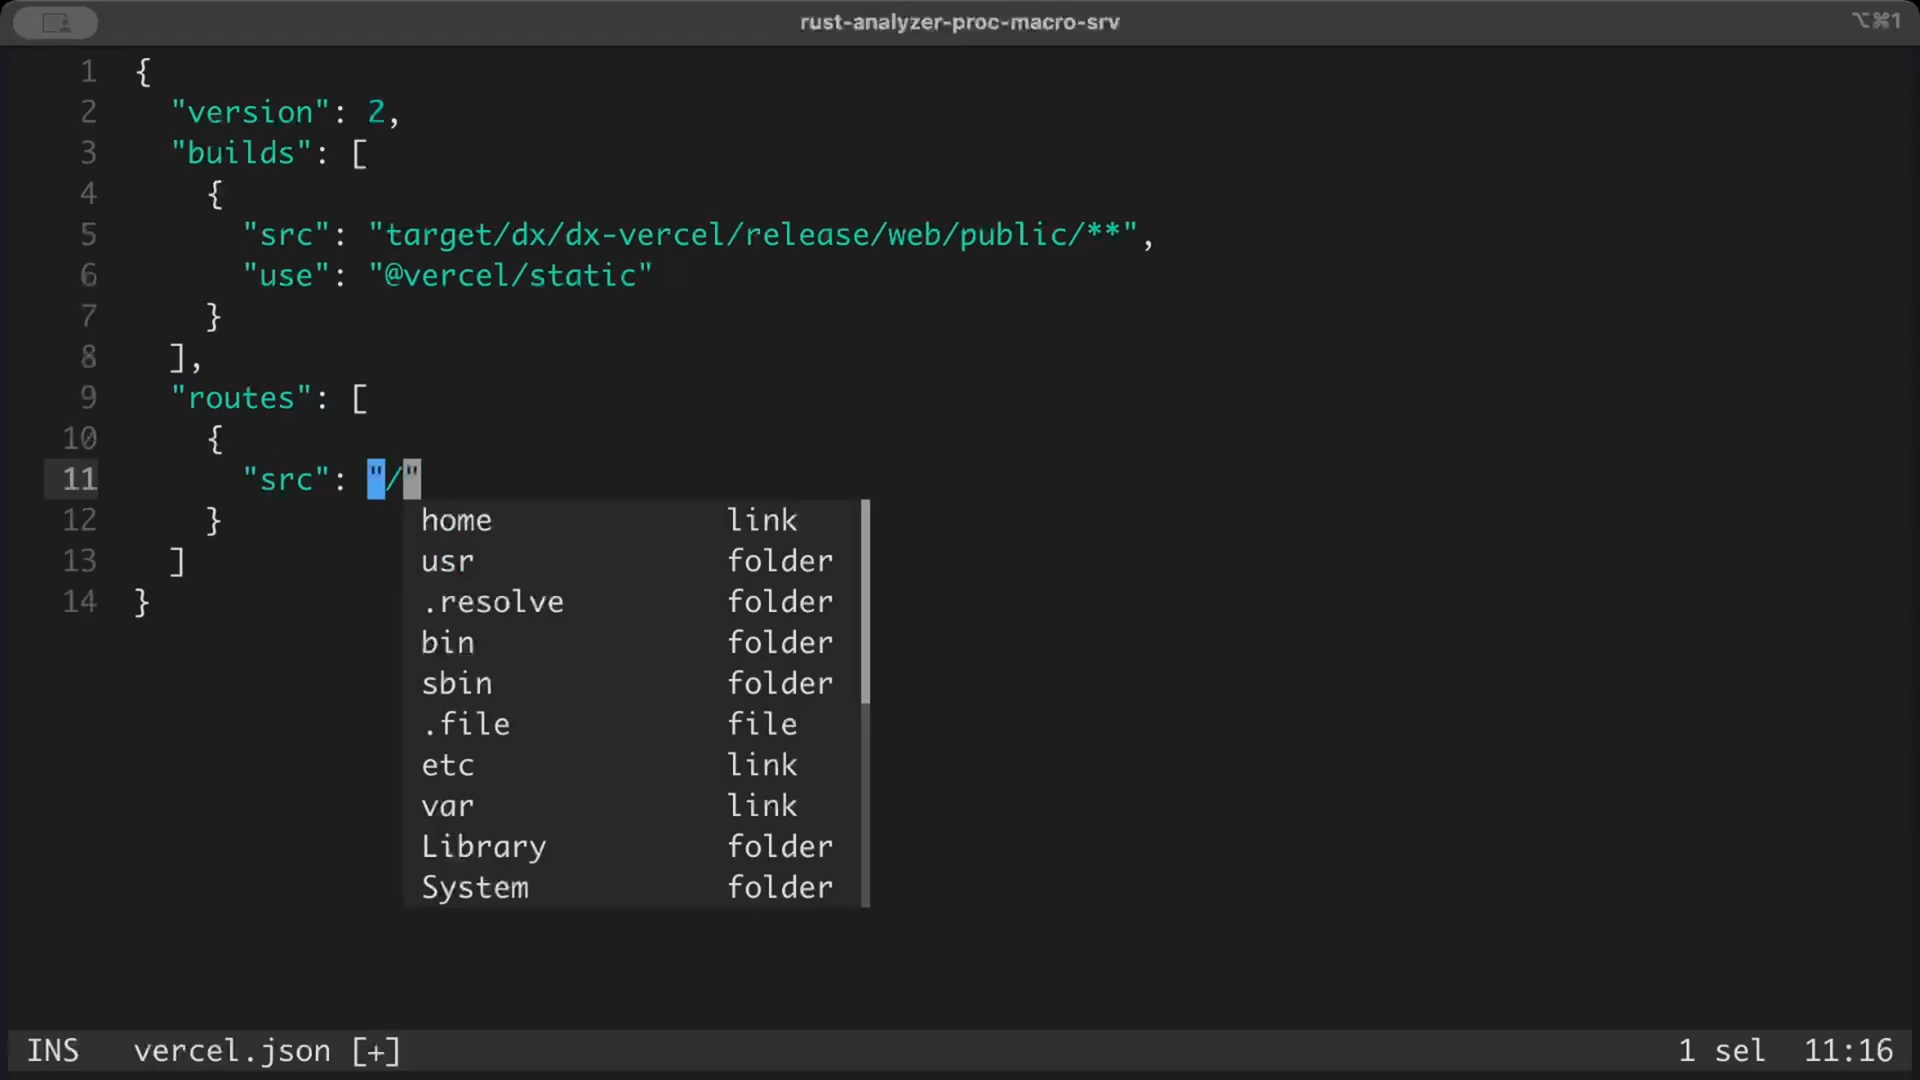 rust-analyzer-proc-macro-srv ⌥⌘1
1 {
2 "version": 2,
3 "builds": [
4 {
5 "src": "target/dx/dx-vercel/release/web/public/**",
6 "use": "@vercel/static"
7 }
8 ],
9 "routes": [
10 {
11 "src": "/"
12 }
13 ]
14 }
home link
usr folder
.resolve folder
bin folder
sbin folder
.file file
etc link
var link
Library folder
System folder
INS vercel.json [+] 1 sel 11:16